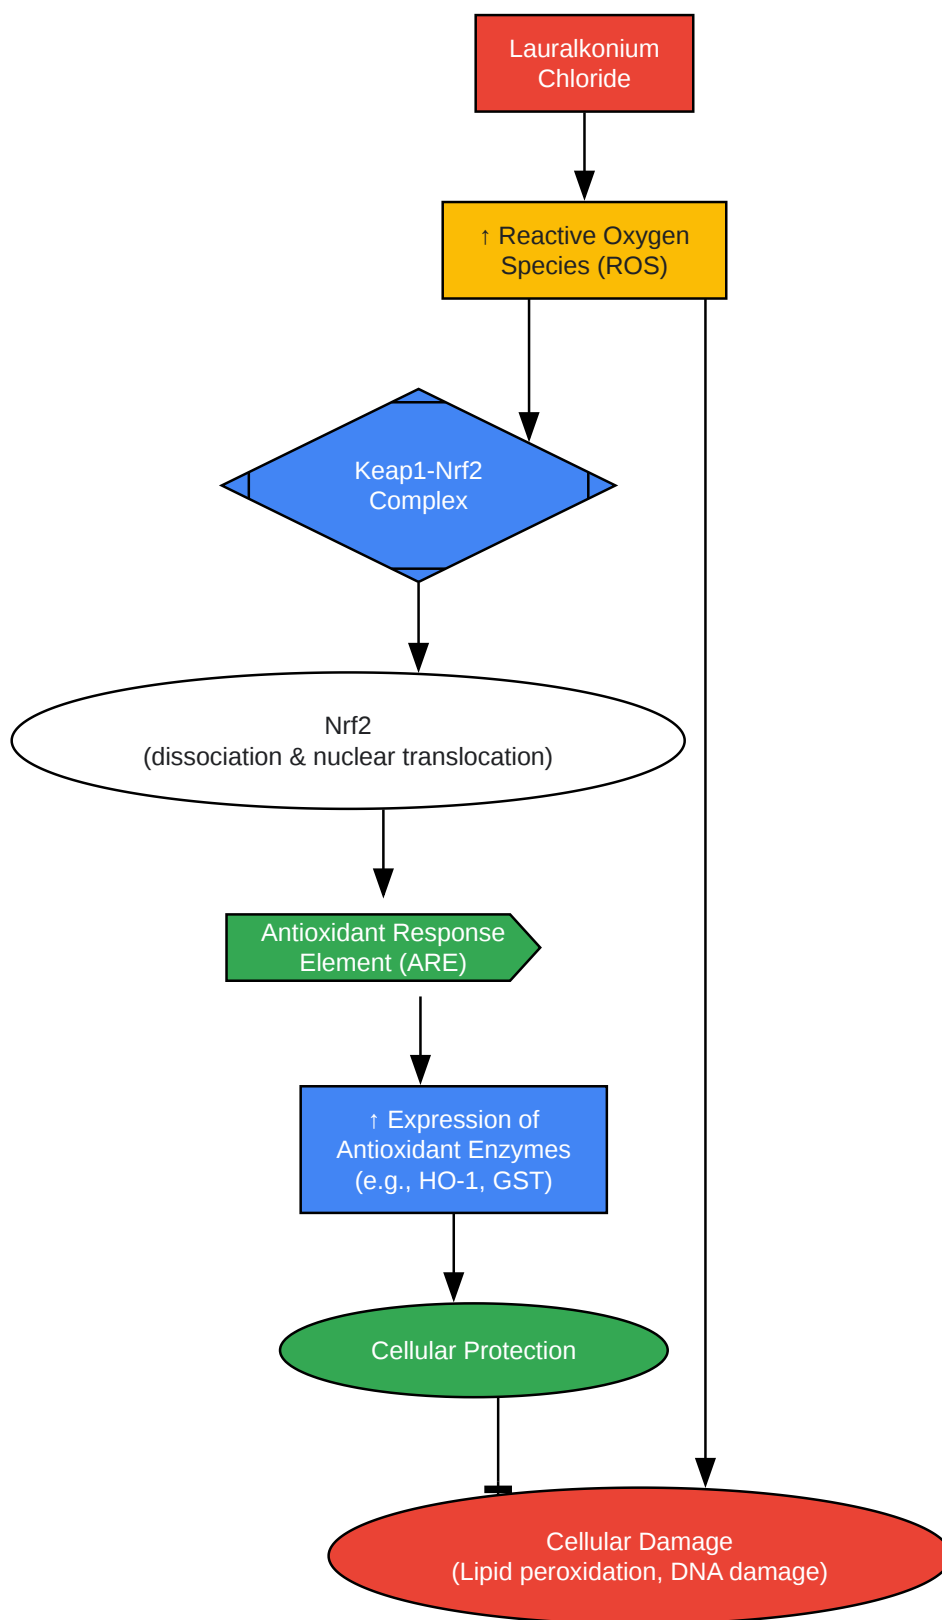 Lauralkonium
Chloride
↑ Reactive Oxygen
Species (ROS)
Keap1-Nrf2
Complex
Nrf2
(dissociation & nuclear translocation)
Antioxidant Response
Element (ARE)
↑ Expression of
Antioxidant Enzymes
(e.g., HO-1, GST)
Cellular Protection
Cellular Damage
(Lipid peroxidation, DNA damage)